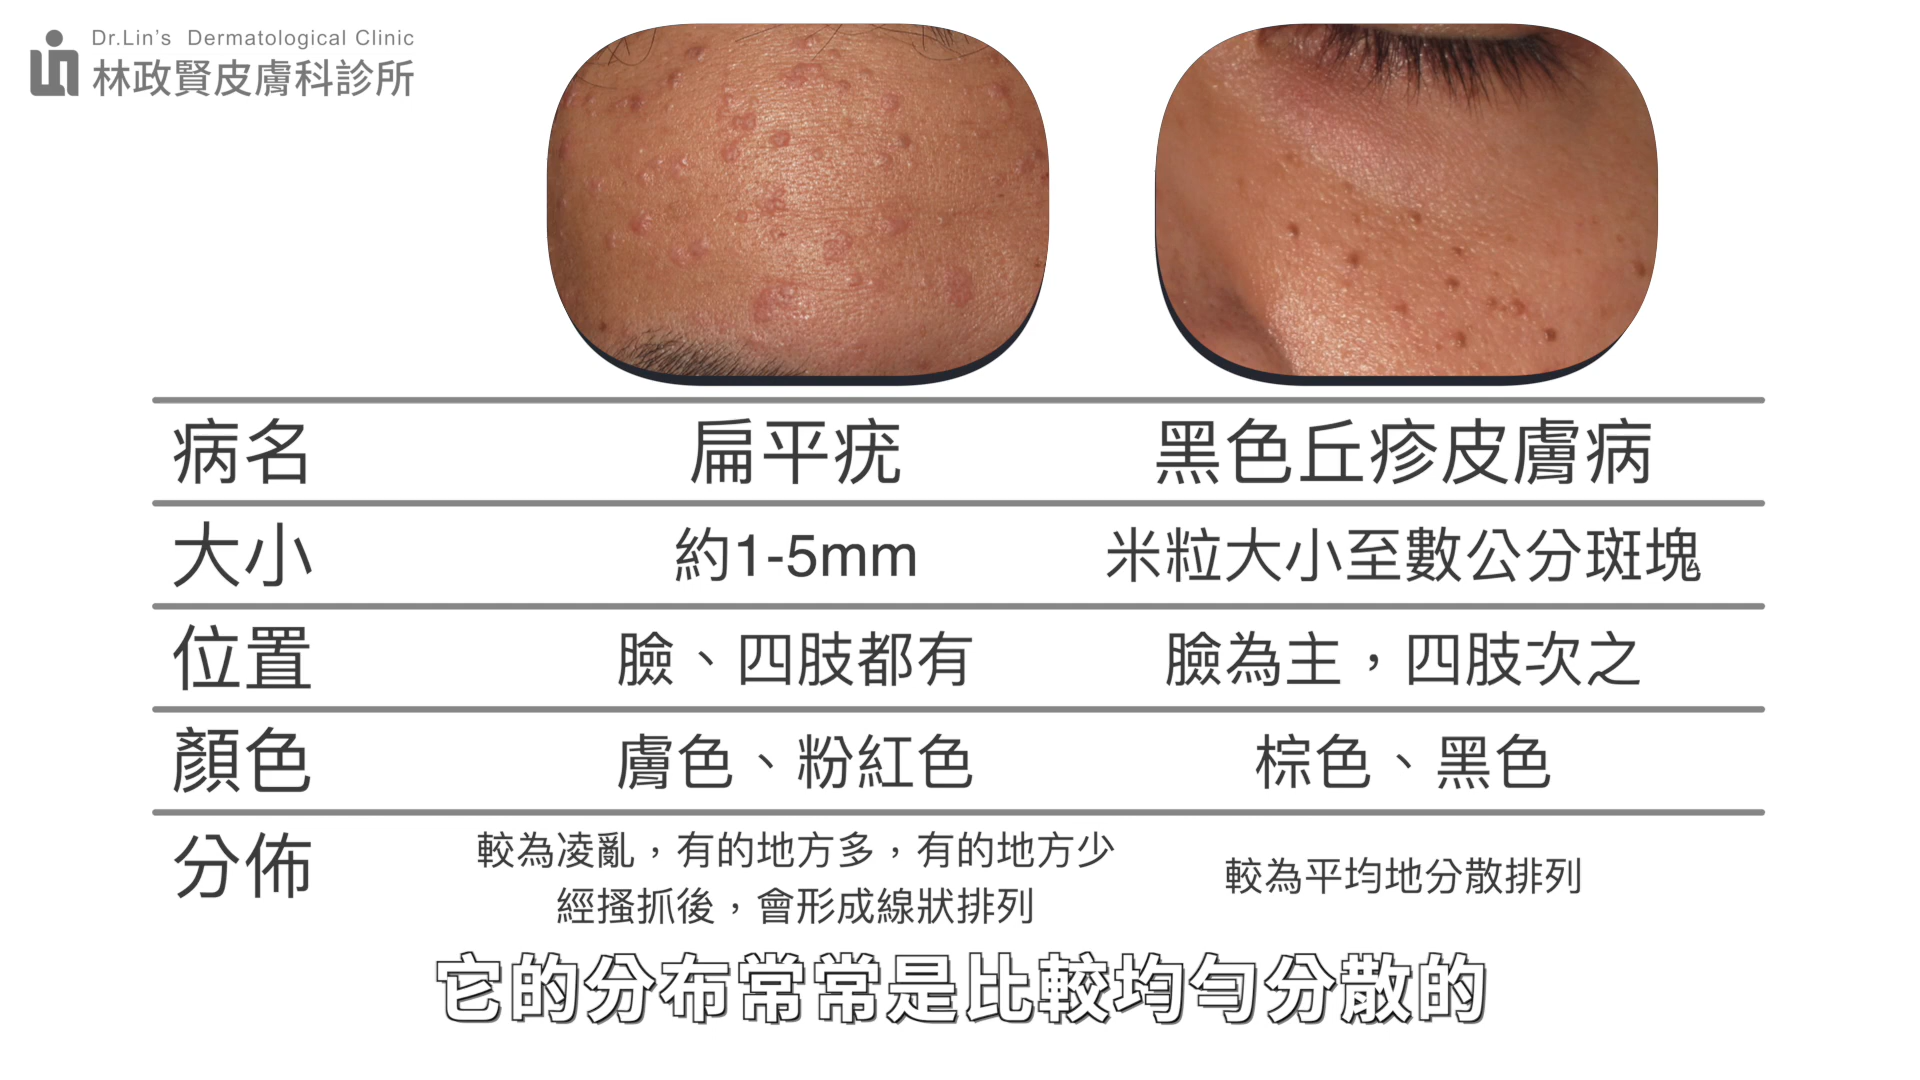 Dr.Lin's Dermatological Clinic
林政賢皮膚科診所
病名 扁平疣 黑色丘疹皮膚病
大小 約1-5mm 米粒大小至數公分斑塊
位置 臉、四肢都有 臉為主，四肢次之
顏色 膚色、粉紅色 棕色、黑色
分佈 較為凌亂，有的地方多，有的地方少
經搔抓後，會形成線狀排列
較為平均地分散排列
它的分布常常是比較均勻分散的